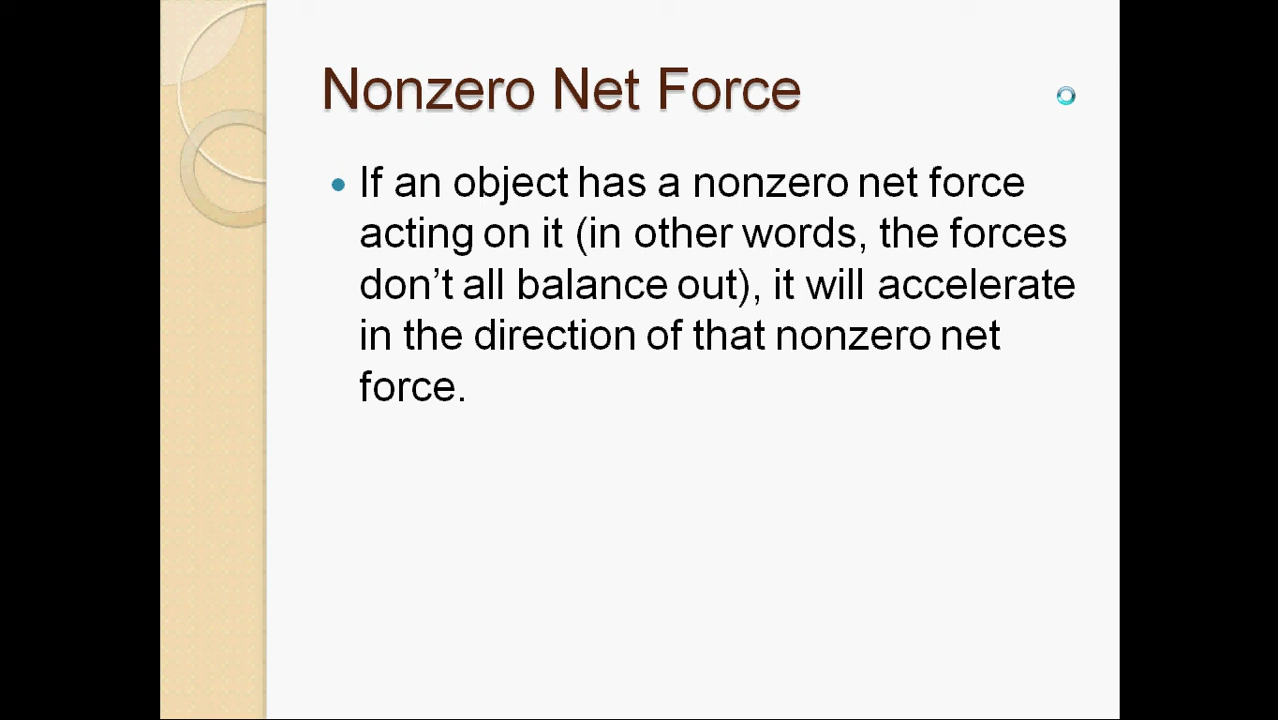 Nonzero Net Force
• If an object has a nonzero net force
acting on it (in other words, the forces
don’t all balance out), it will accelerate
in the direction of that nonzero net
force.